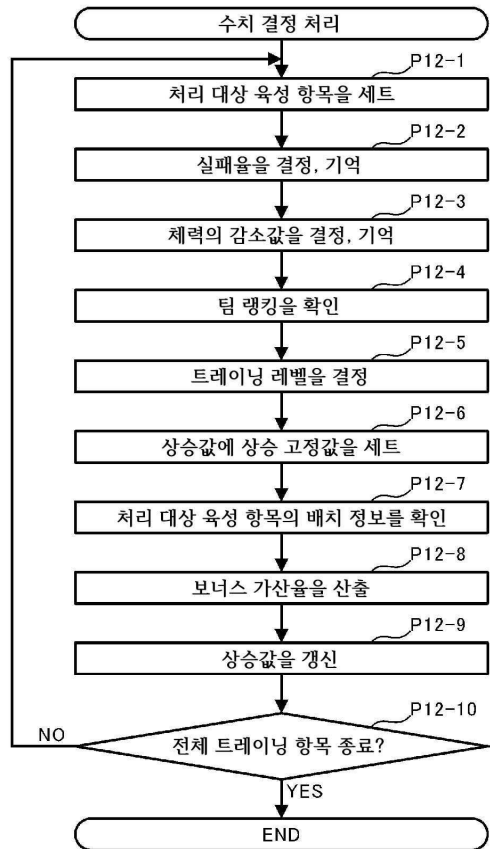 수치 결정 처리
P12-1
처리 대상 육성 항목을 세트
P12-2
실패율을 결정, 기억
P12-3
체력의 감소값을 결정, 기억
P12-4
팀 랭킹을 확인
P12-5
트레이닝 레벨을 결정
P12-6
상승값에 상승 고정값을 세트
P12-7
처리 대상 육성 항목의 배치 정보를 확인
P12-8
보너스 가산율을 산출
P12-9
상승값을 갱신
P12-10
NO
전체 트레이닝 항목 종료?
YES
END